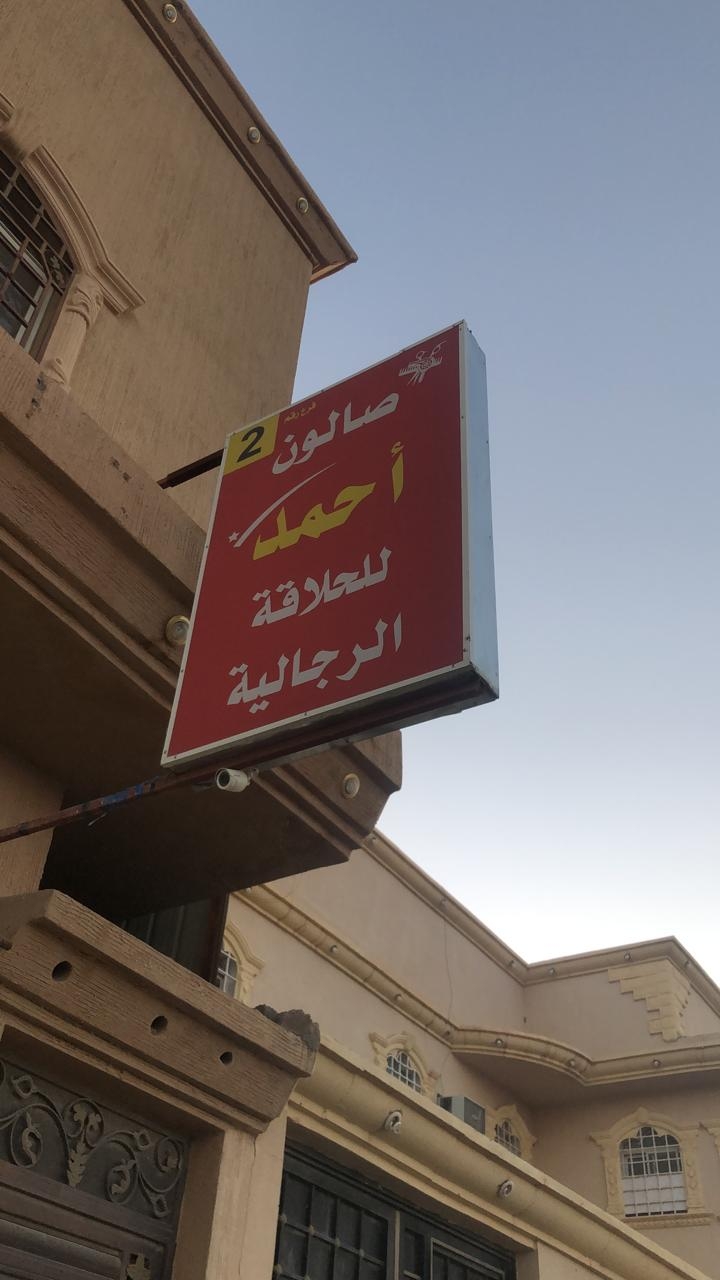 فرع رقم
2
صالون
أحمد
للحلاقة
الرجالية